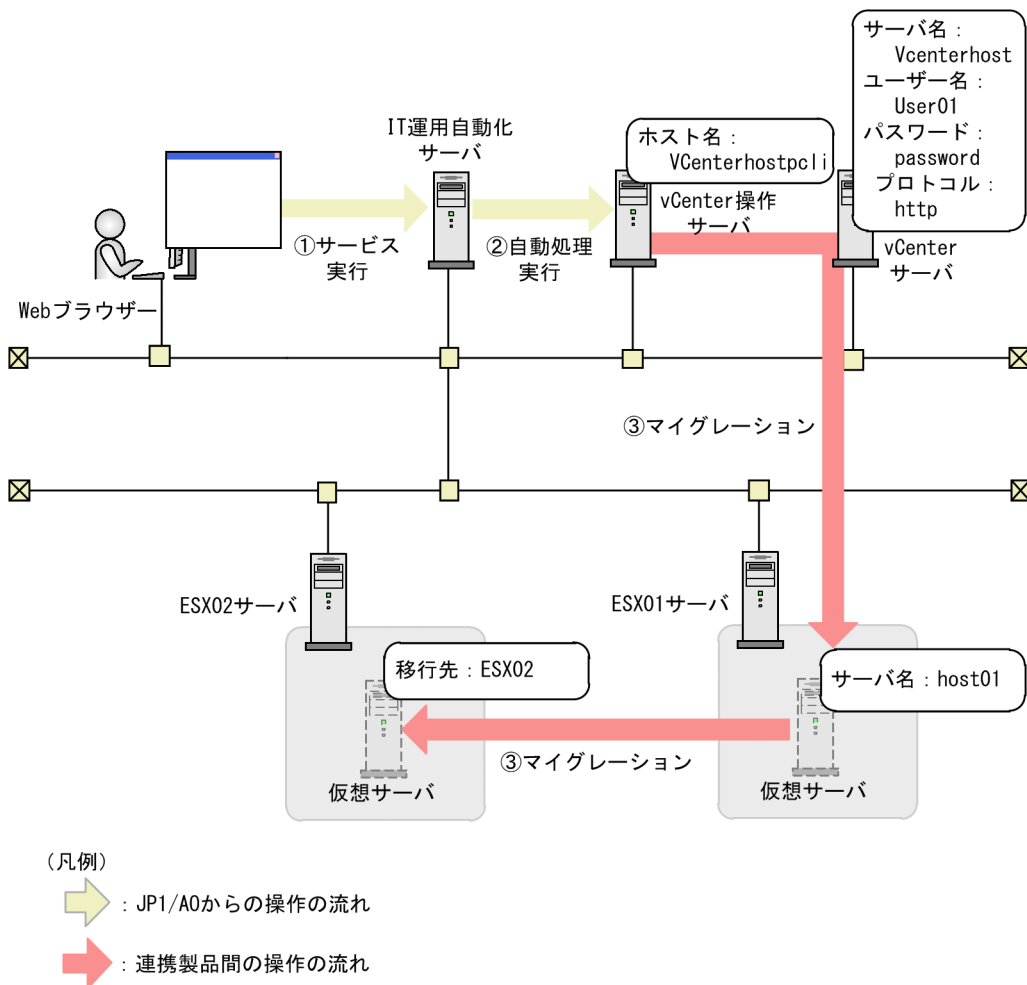 サーバ名：
Vcenterhost
ユーザー名：
User01
パスワード：
password
プロトコル：
http
IT運用自動化
サーバ
ホスト名：
VCenterhostpcli
vCenter操作
サーバ
vCenter
サーバ
①サービス
実行
②自動処理
実行
Webブラウザー
③マイグレーション
ESX02サーバ
ESX01サーバ
移行先：ESX02
サーバ名：host01
③マイグレーション
仮想サーバ
仮想サーバ
（凡例）
：JP1/AOからの操作の流れ
：連携製品間の操作の流れ